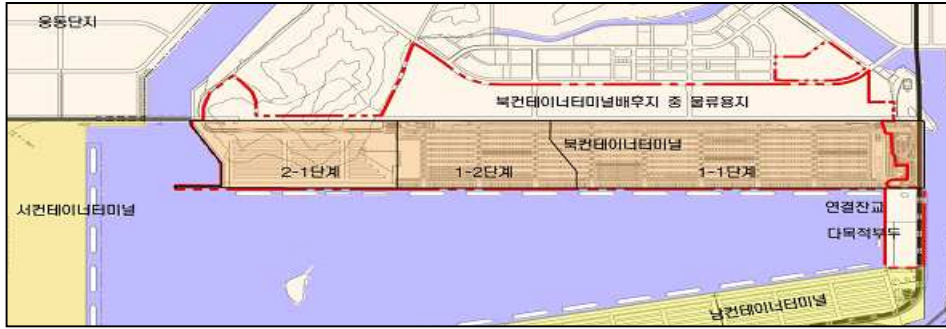 웅동단지
북컨테이너터미널배후지 중 물류용지
북컨테이너터미널
2-1단계
1-2단계
1-1단계
서컨테이너터미널
연결잔교
다목적부두
남컨테이너터미널